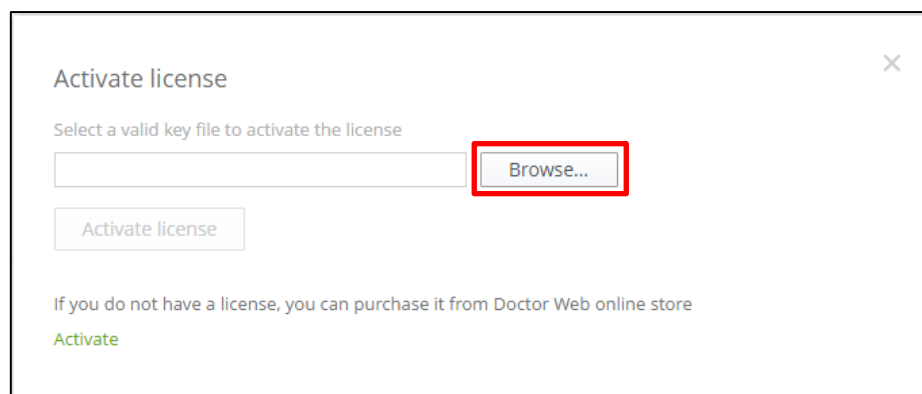 Activate license
Select a valid key file to activate the license
Browse...
Activate license
If you do not have a license, you can purchase it from Doctor Web online store
Activate